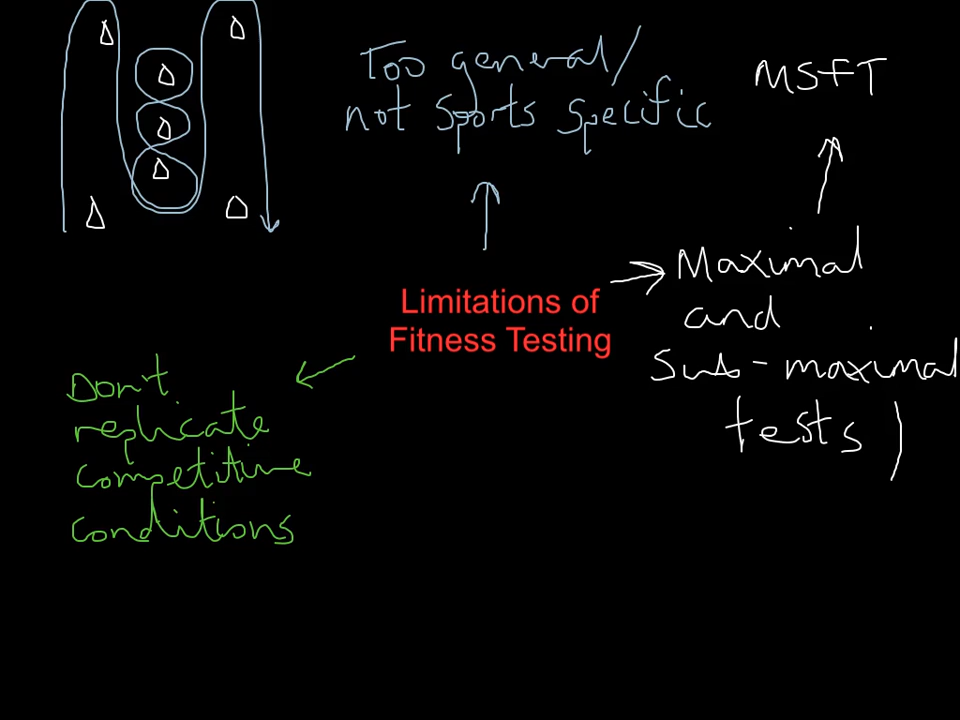 Too general/
not sports specific
MSFT
Limitations of
Fitness Testing
Maximal
and
Sub-maximal
tests
Don't
replicate
competitive
conditions